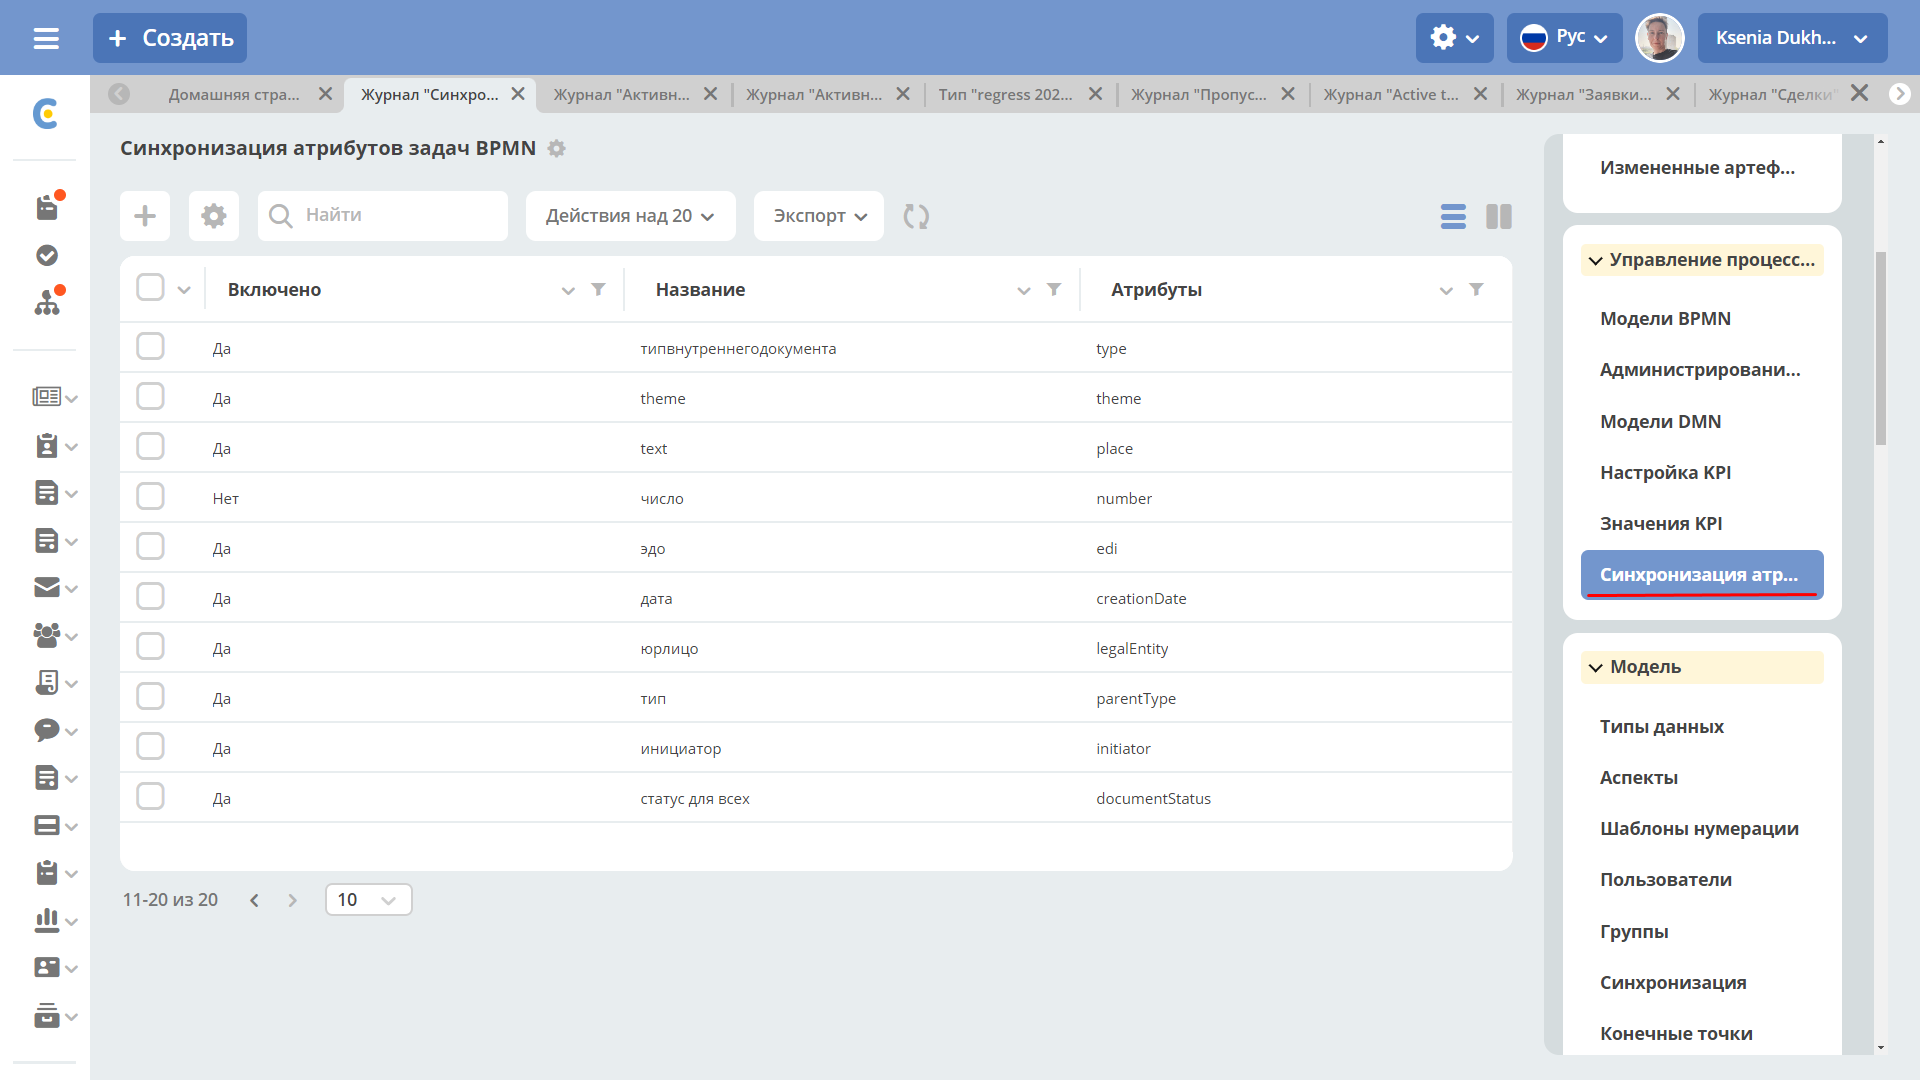 Создать
Рус
Ksenia Dukh...
Домашняя стра...
Журнал "Синхро...
Журнал "Активн...
Журнал "Активн...
Тип "regress 202...
Журнал "Пропус...
Журнал "Active t...
Журнал "Заявки...
Журнал "Сделки"
Синхронизация атрибутов задач BPMN
Найти
Действия над 20
Экспорт
Включено Название Атрибуты
Да типвнутреннегодокумента type
Да theme theme
Да text place
Нет число number
Да эдо edi
Да дата creationDate
Да юрлицо legalEntity
Да тип parentType
Да инициатор initiator
Да статус для всех documentStatus
11-20 из 20
10
Измененные артеф...
Управление процесс...
Модели BPMN
Администрировани...
Модели DMN
Настройка KPI
Значения KPI
Синхронизация атр...
Модель
Типы данных
Аспекты
Шаблоны нумерации
Пользователи
Группы
Синхронизация
Конечные точки